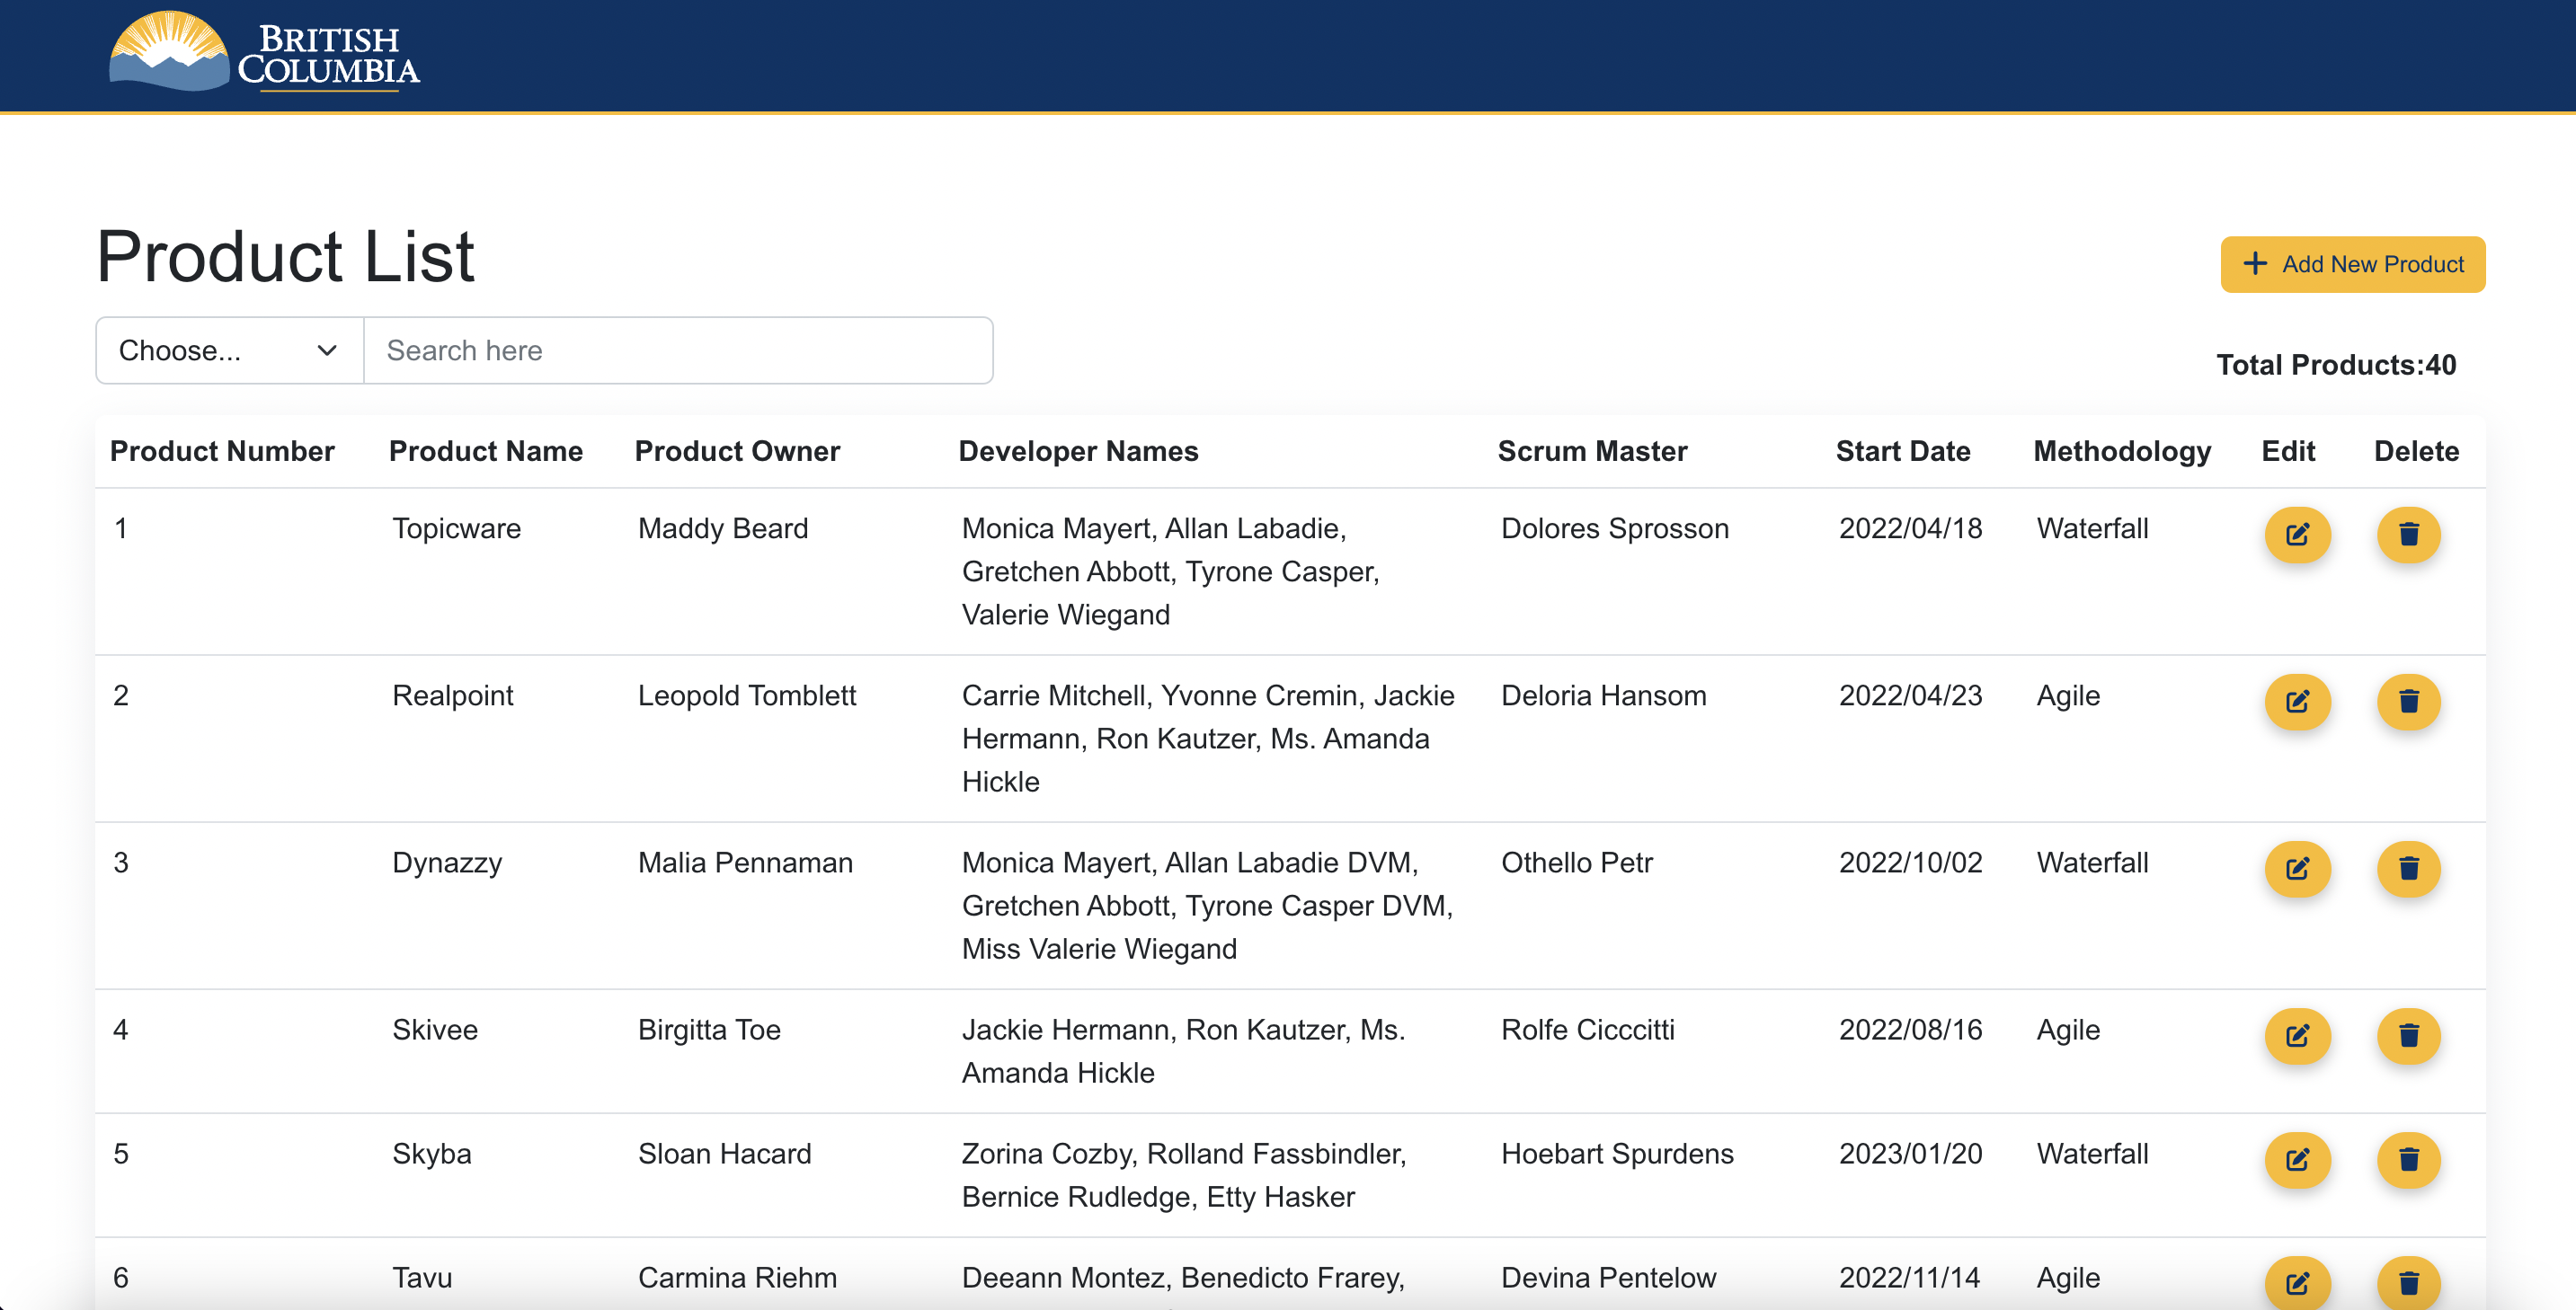 BRITISH
COLUMBIA
Product List
Add New Product
Choose...
Search here
Total Products:40
Product Number Product Name Product Owner Developer Names Scrum Master Start Date Methodology Edit Delete
1 Topicware Maddy Beard Monica Mayert, Allan Labadie, Dolores Sprosson 2022/04/18 Waterfall
Gretchen Abbott, Tyrone Casper,
Valerie Wiegand
2 Realpoint Leopold Tomblett Carrie Mitchell, Yvonne Cremin, Jackie Deloria Hansom 2022/04/23 Agile
Hermann, Ron Kautzer, Ms. Amanda
Hickle
3 Dynazzy Malia Pennaman Monica Mayert, Allan Labadie DVM, Othello Petr 2022/10/02 Waterfall
Gretchen Abbott, Tyrone Casper DVM,
Miss Valerie Wiegand
4 Skivee Birgitta Toe Jackie Hermann, Ron Kautzer, Ms. Rolfe Cicccitti 2022/08/16 Agile
Amanda Hickle
5 Skyba Sloan Hacard Zorina Cozby, Rolland Fassbindler, Hoebart Spurdens 2023/01/20 Waterfall
Bernice Rudledge, Etty Hasker
6 Tavu Carmina Riehm Deeann Montez, Benedicto Frarey, Devina Pentelow 2022/11/14 Agile